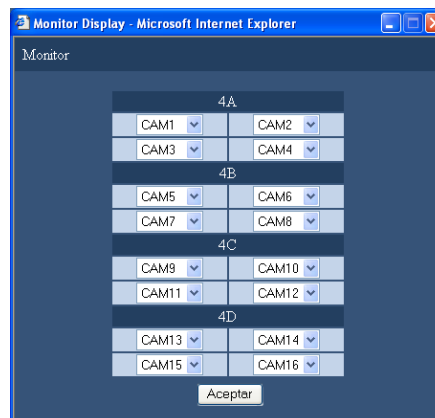 Monitor Display - Microsoft Internet Explorer
Monitor
4A
CAM1 CAM2
CAM3 CAM4
4B
CAM5 CAM6
CAM7 CAM8
4C
CAM9 CAM10
CAM11 CAM12
4D
CAM13 CAM14
CAM15 CAM16
Aceptar